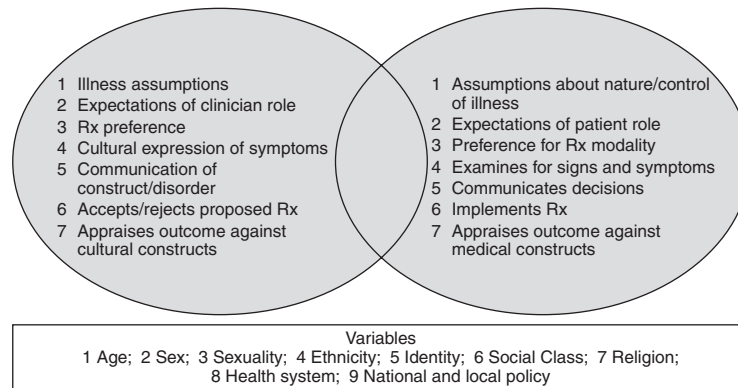 1 Illness assumptions
2 Expectations of clinician role
3 Rx preference
4 Cultural expression of symptoms
5 Communication of
construct/disorder
6 Accepts/rejects proposed Rx
7 Appraises outcome against
cultural constructs
1 Assumptions about nature/control
of illness
2 Expectations of patient role
3 Preference for Rx modality
4 Examines for signs and symptoms
5 Communicates decisions
6 Implements Rx
7 Appraises outcome against
medical constructs
Variables
1 Age; 2 Sex; 3 Sexuality; 4 Ethnicity; 5 Identity; 6 Social Class; 7 Religion;
8 Health system; 9 National and local policy